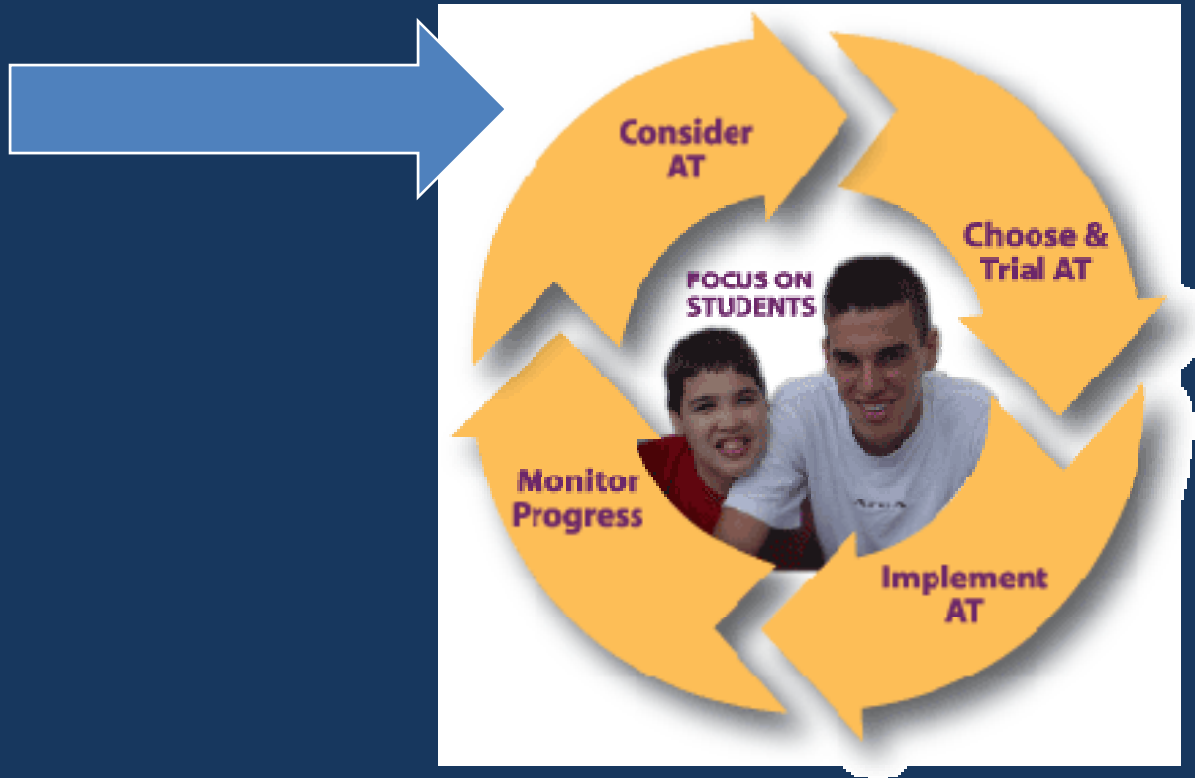 Consider
AT
Choose &
Trial AT
FOCUS ON
STUDENTS
Monitor
Progress
Implement
AT